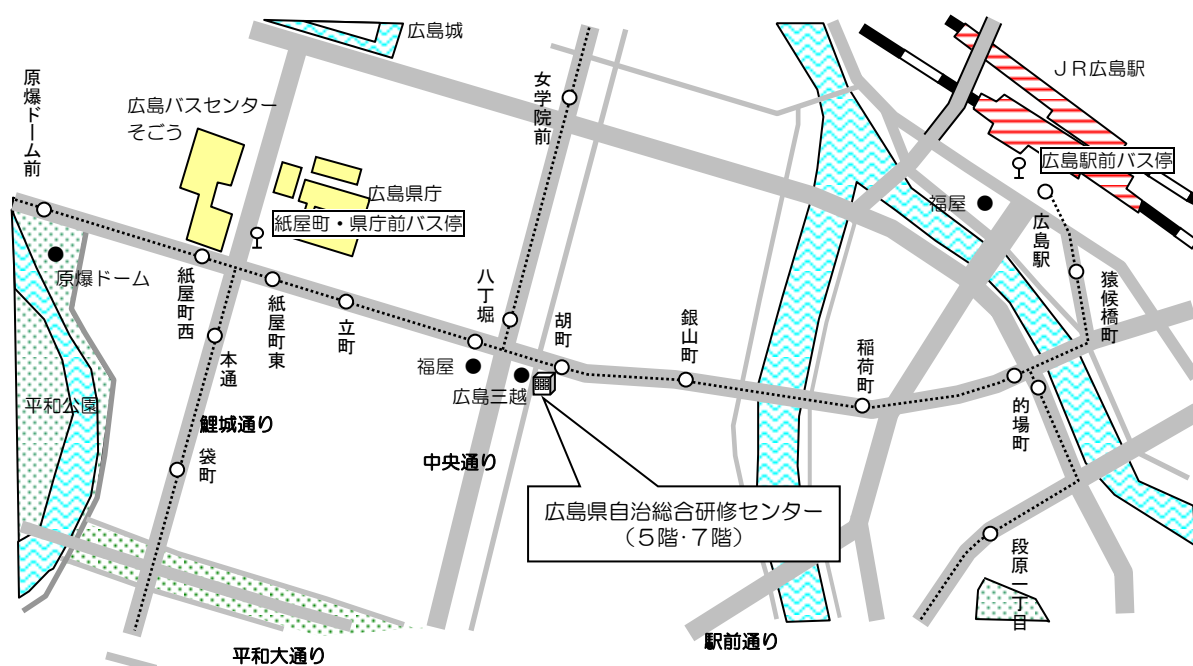 広島城
原爆ドーム前
広島バスセンター
そごう
女学院前
ＪＲ広島駅
広島県庁
広島駅前バス停
紙屋町・県庁前バス停
福屋
広島駅
原爆ドーム
紙屋町西
紙屋町東
立町
八丁堀
胡町
銀山町
稲荷町
猿候橋町
本通
福屋
広島三越
平和公園
鯉城通り
袋町
中央通り
的場町
広島県自治総合研修センター
（５階・７階）
段原一丁目
平和大通り
駅前通り